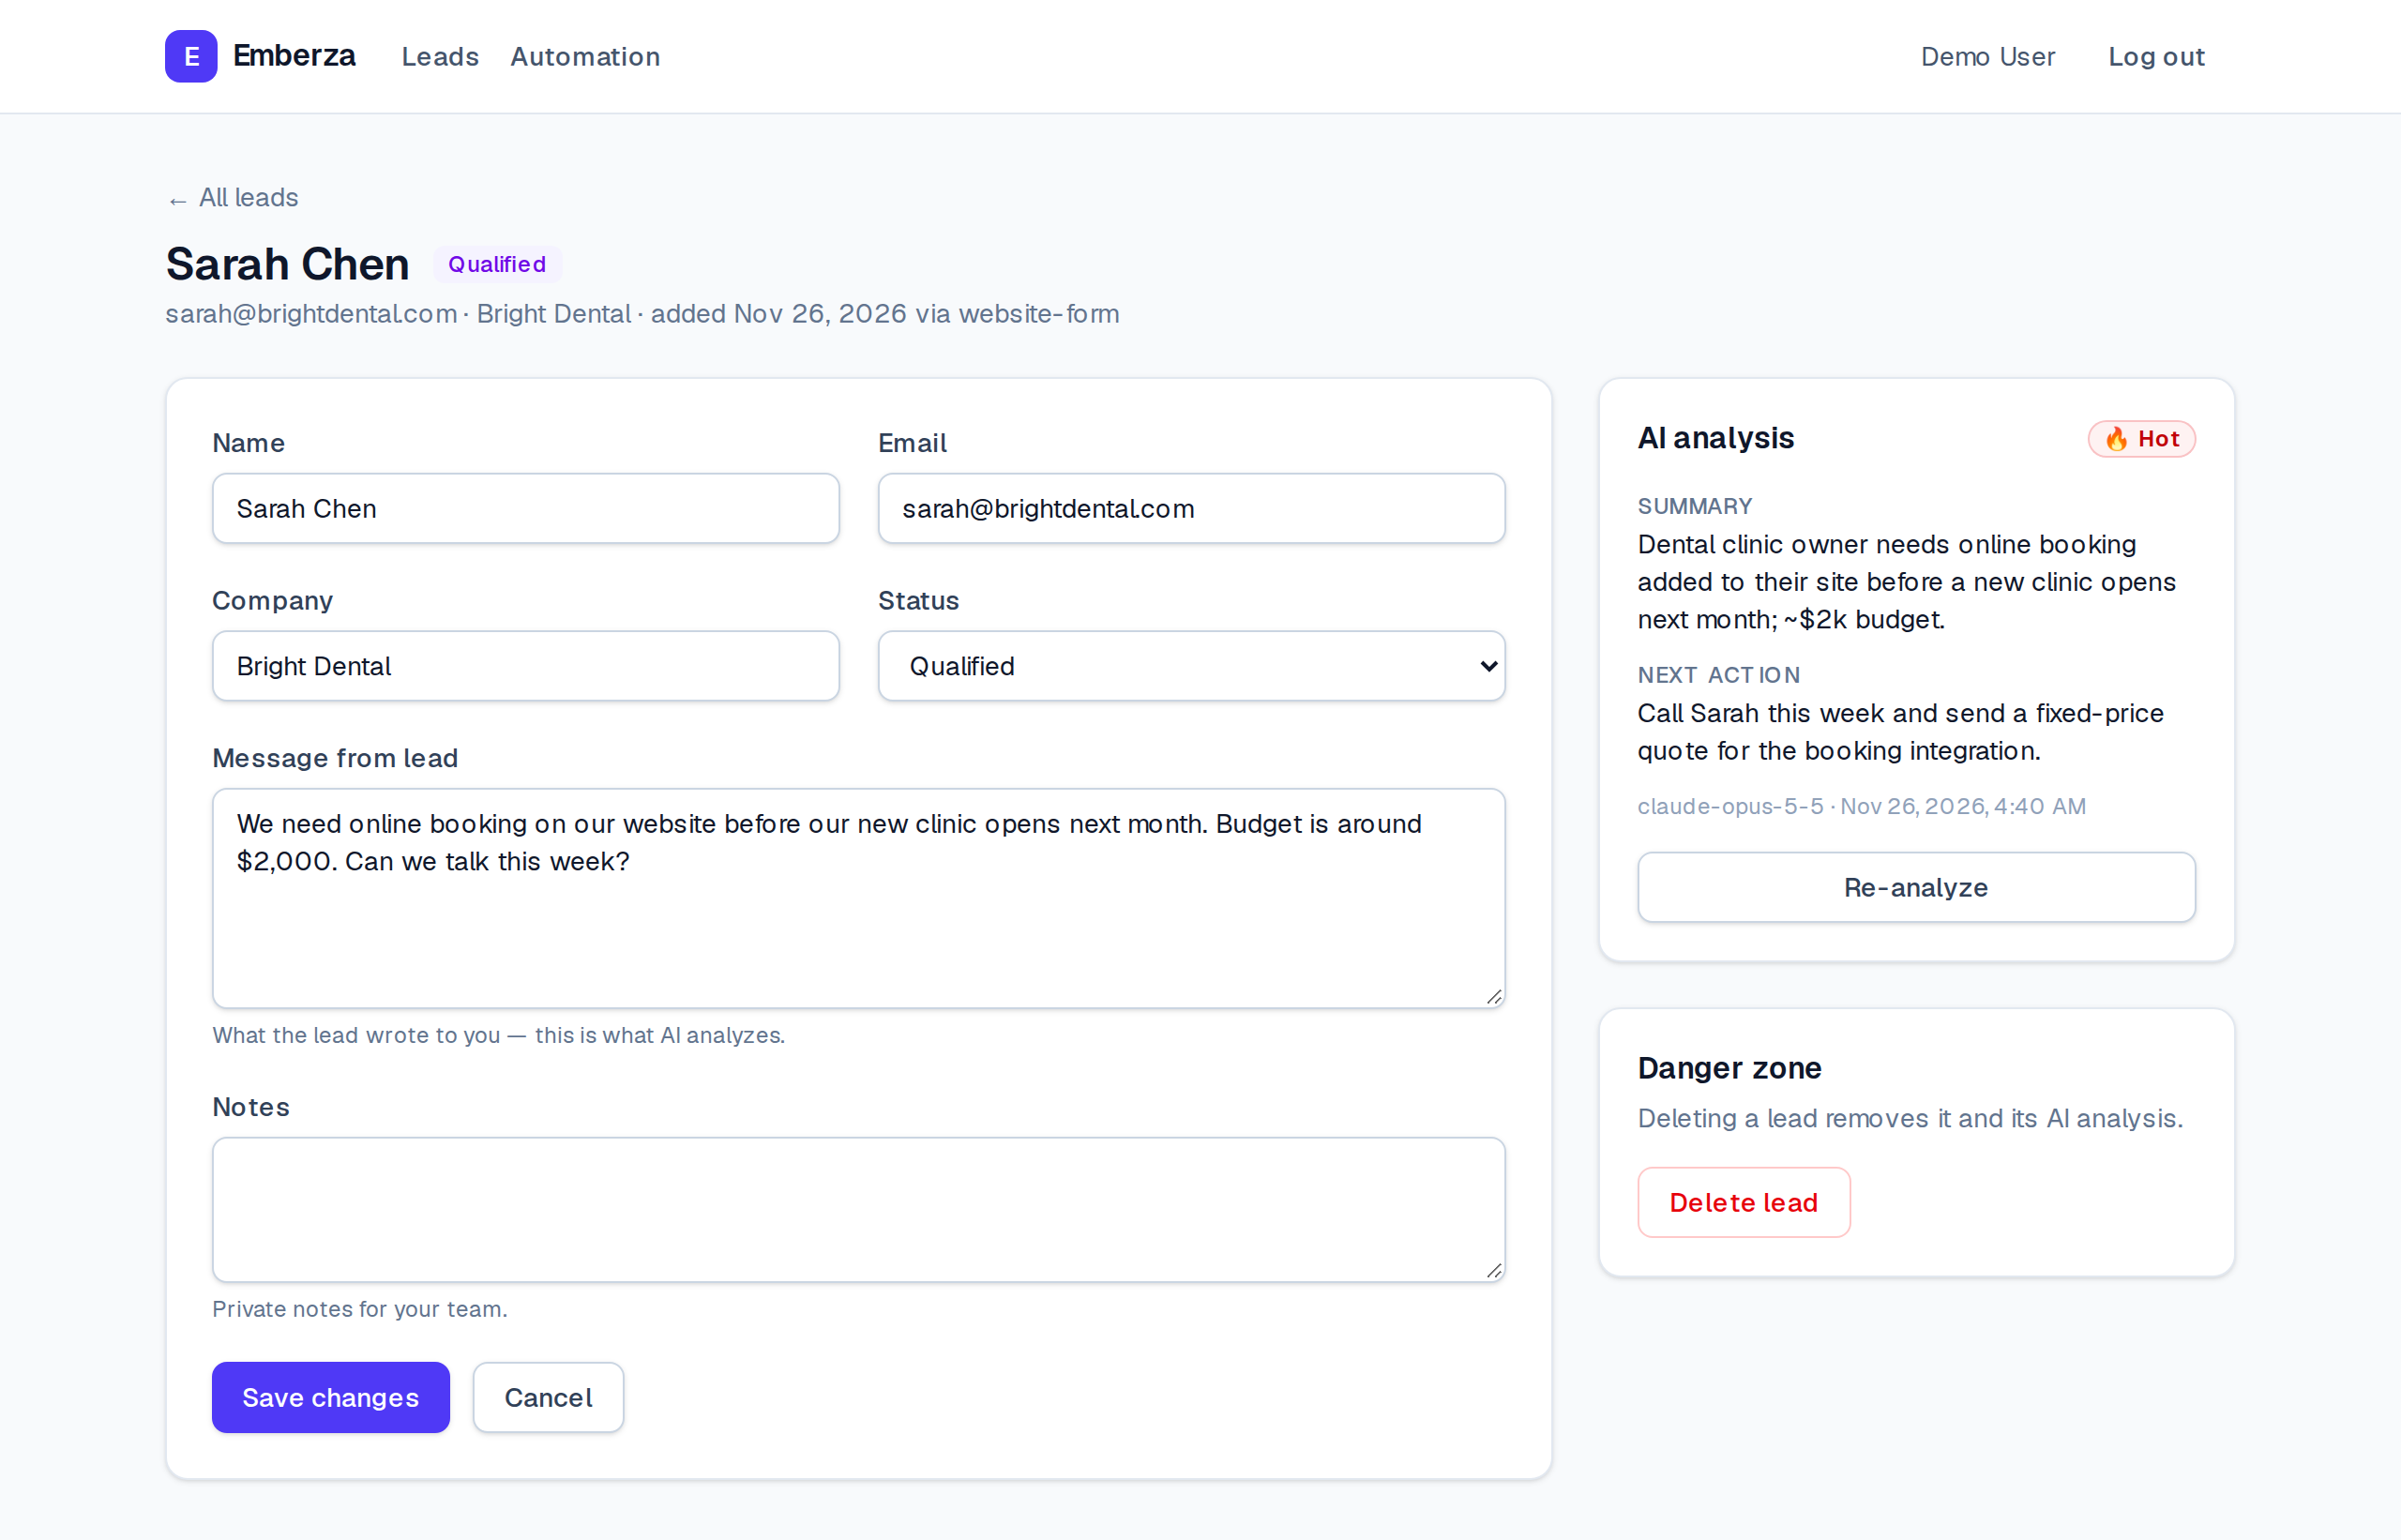 E Emberza Leads Automation Demo User Log out
← All leads
Sarah Chen Qualified
sarah@brightdental.com · Bright Dental · added Nov 26, 2026 via website-form
Name
Sarah Chen
Email
sarah@brightdental.com
Company
Bright Dental
Status
Qualified
Message from lead
We need online booking on our website before our new clinic opens next month. Budget is around
$2,000. Can we talk this week?
What the lead wrote to you — this is what AI analyzes.
Notes
Private notes for your team.
Save changes Cancel
AI analysis 🔥 Hot
SUMMARY
Dental clinic owner needs online booking
added to their site before a new clinic opens
next month; ~$2k budget.
NEXT ACTION
Call Sarah this week and send a fixed-price
quote for the booking integration.
claude-opus-5-5 · Nov 26, 2026, 4:40 AM
Re-analyze
Danger zone
Deleting a lead removes it and its AI analysis.
Delete lead